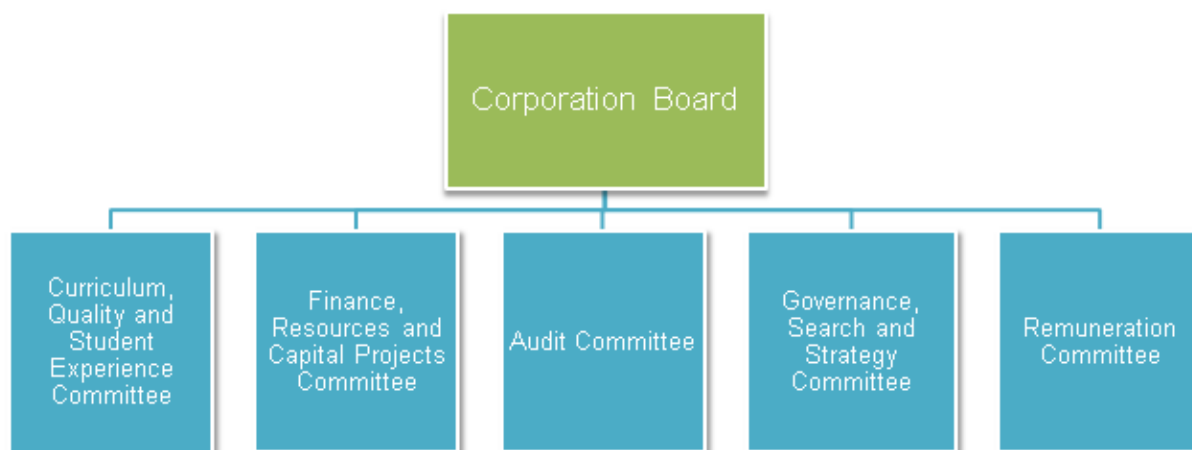 Corporation Board
Curriculum,
Quality and
Student
Experience
Committee
Finance,
Resources and
Capital Projects
Committee
Audit Committee
Governance,
Search and
Strategy
Committee
Remuneration
Committee